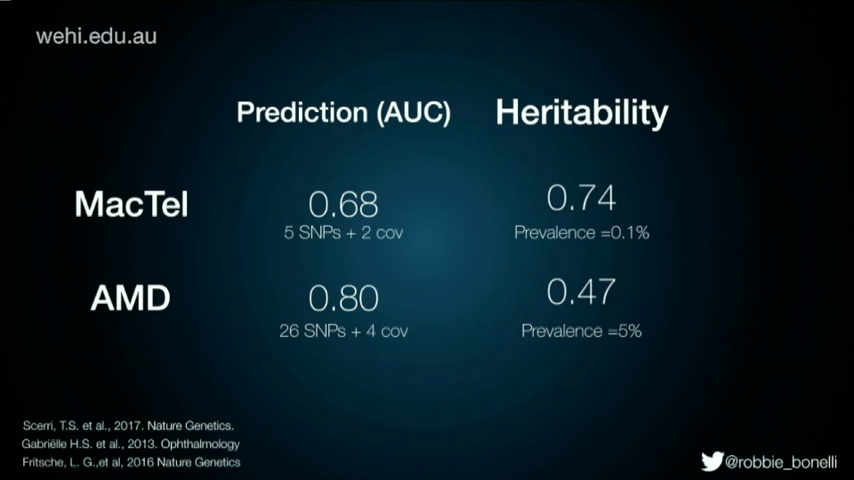 wehi.edu.au
Prediction (AUC) Heritability
MacTel 0.68 0.74
5 SNPs + 2 cov Prevalence =0.1%
AMD 0.80 0.47
26 SNPs + 4 cov Prevalence =5%
Scerri, T.S. et al., 2017. Nature Genetics.
Gabriëlle H.S. et al., 2013. Ophthalmology
Fritsche, L. G.,et al, 2016 Nature Genetics
@robbie_bonelli